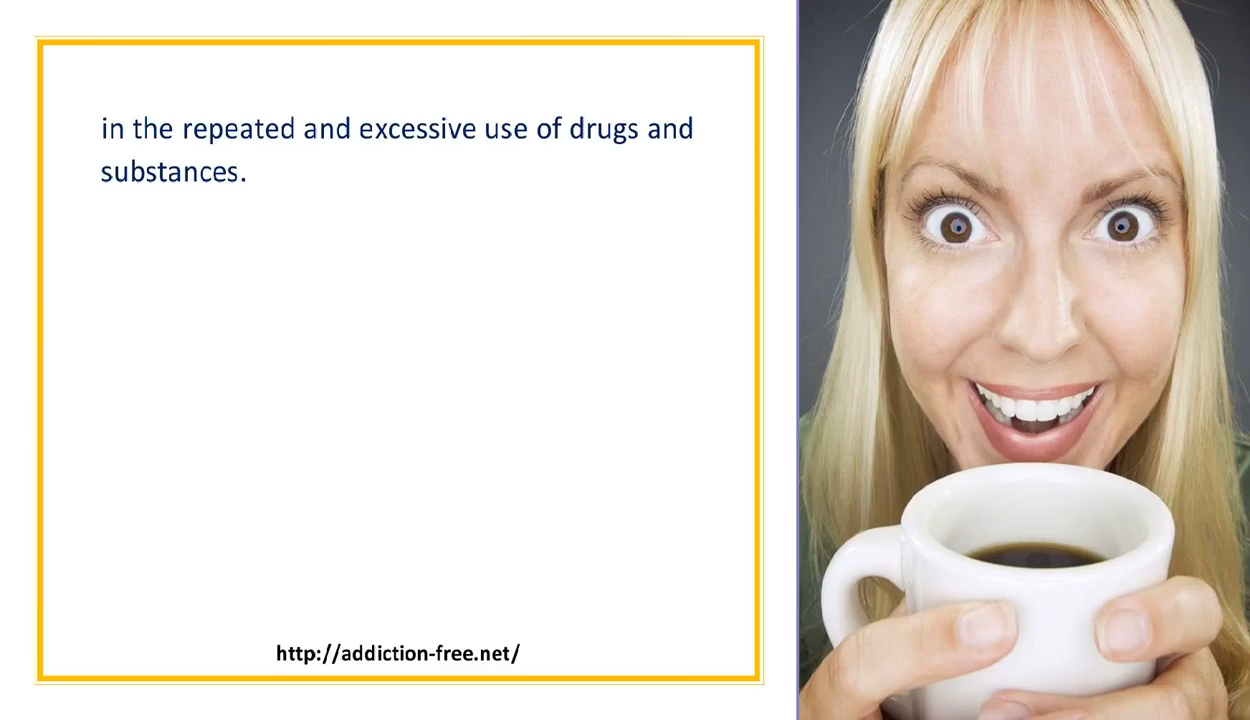 in the repeated and excessive use of drugs and
substances.
http://addiction-free.net/